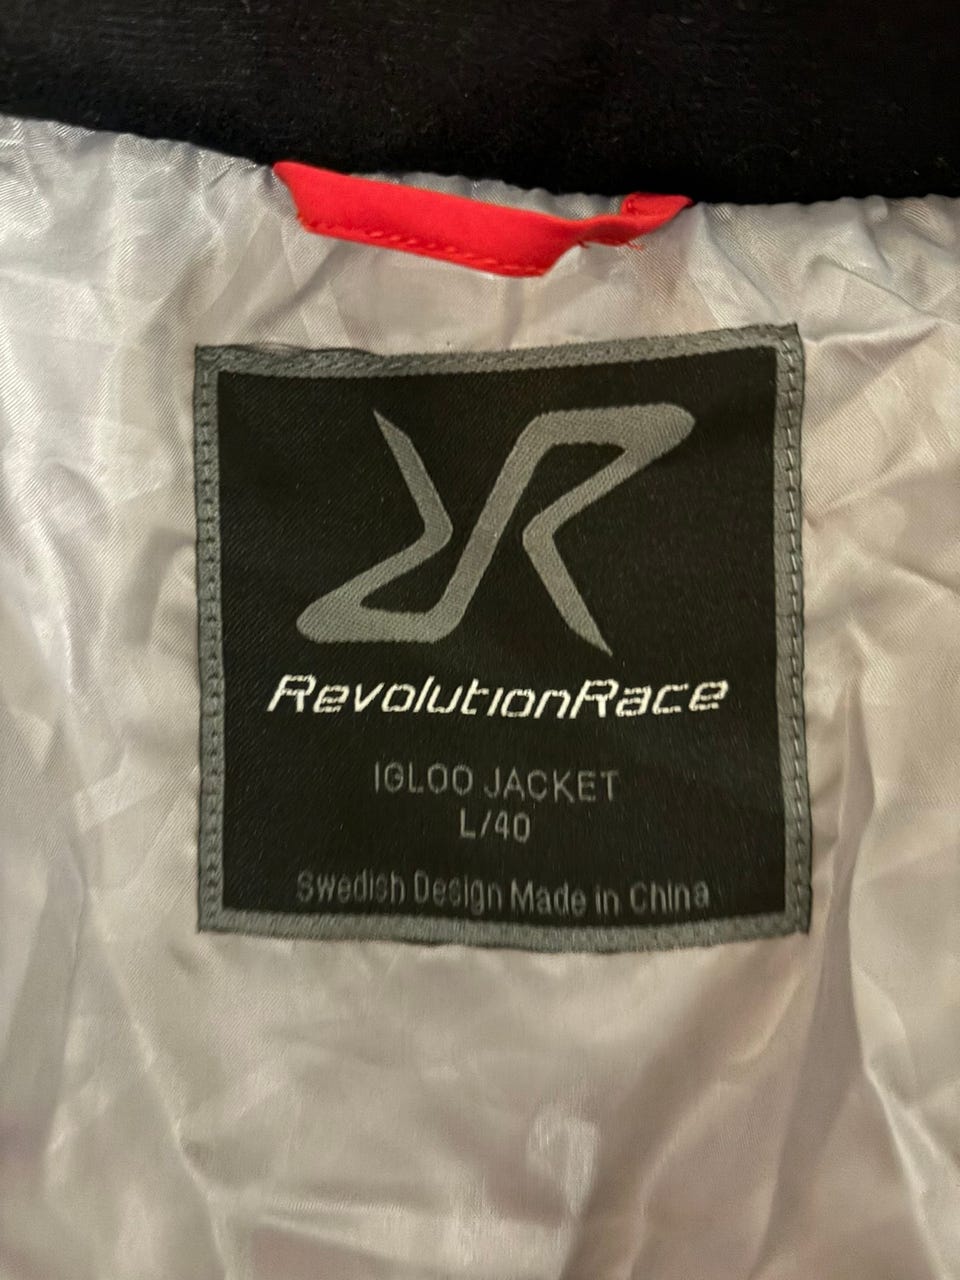 RevolutionRace
IGLOO JACKET
L/40
Swedish Design Made in China